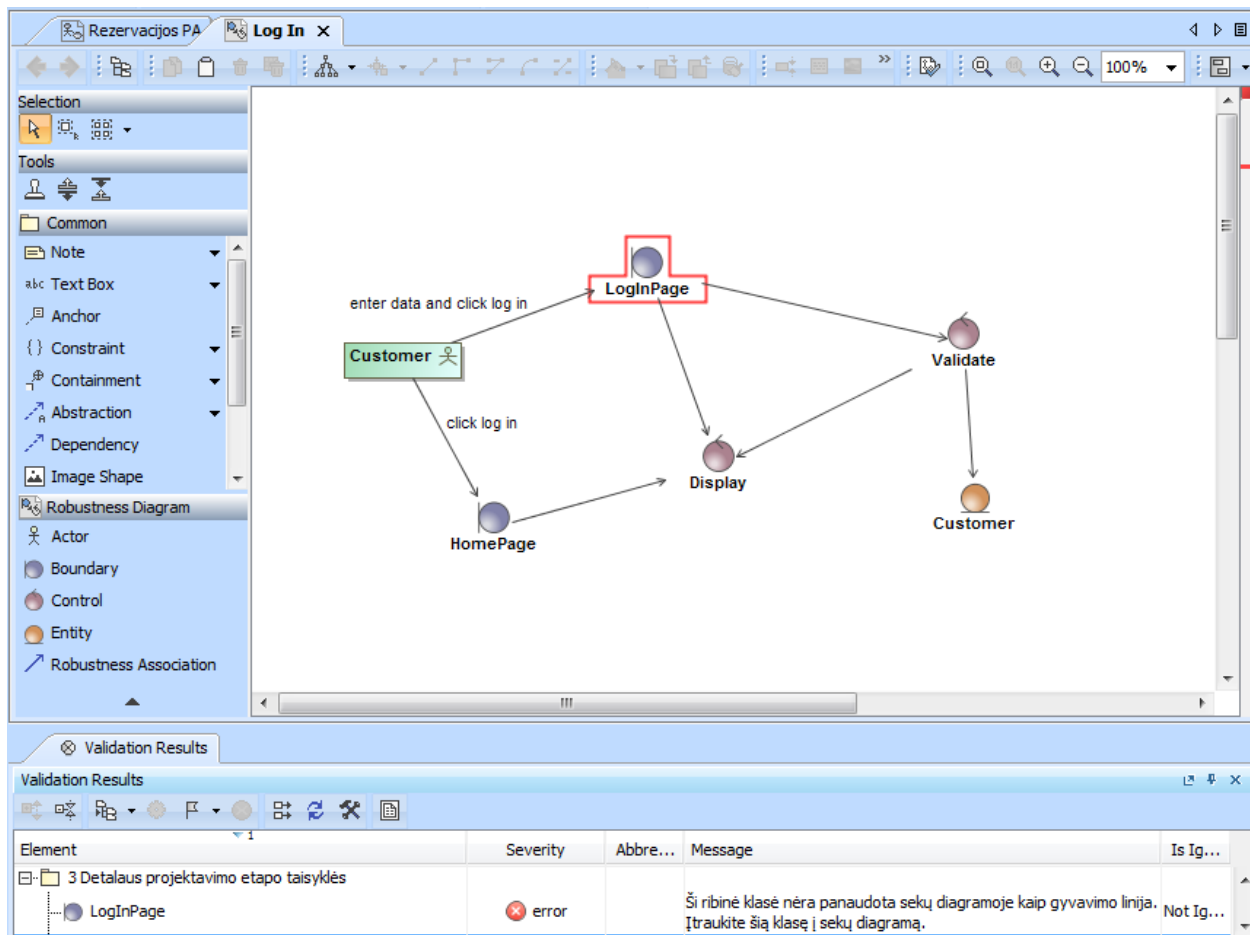 Rezervacijos PA
Log In
100%
Selection
Tools
Common
Note
abc Text Box
Anchor
{ } Constraint
Containment
Abstraction
Dependency
Image Shape
Robustness Diagram
Actor
Boundary
Control
Entity
Robustness Association
LogInPage
enter data and click log in
Customer
Validate
click log in
Display
Customer
HomePage
Validation Results
Validation Results
1
Element Severity Abbre... Message Is Ig...
3 Detalaus projektavimo etapo taisyklės
LogInPage error Ši ribinė klasė nėra panaudota sekų diagramoje kaip gyvavimo linija. Not Ig...
Įtraukite šią klasę į sekų diagramą.